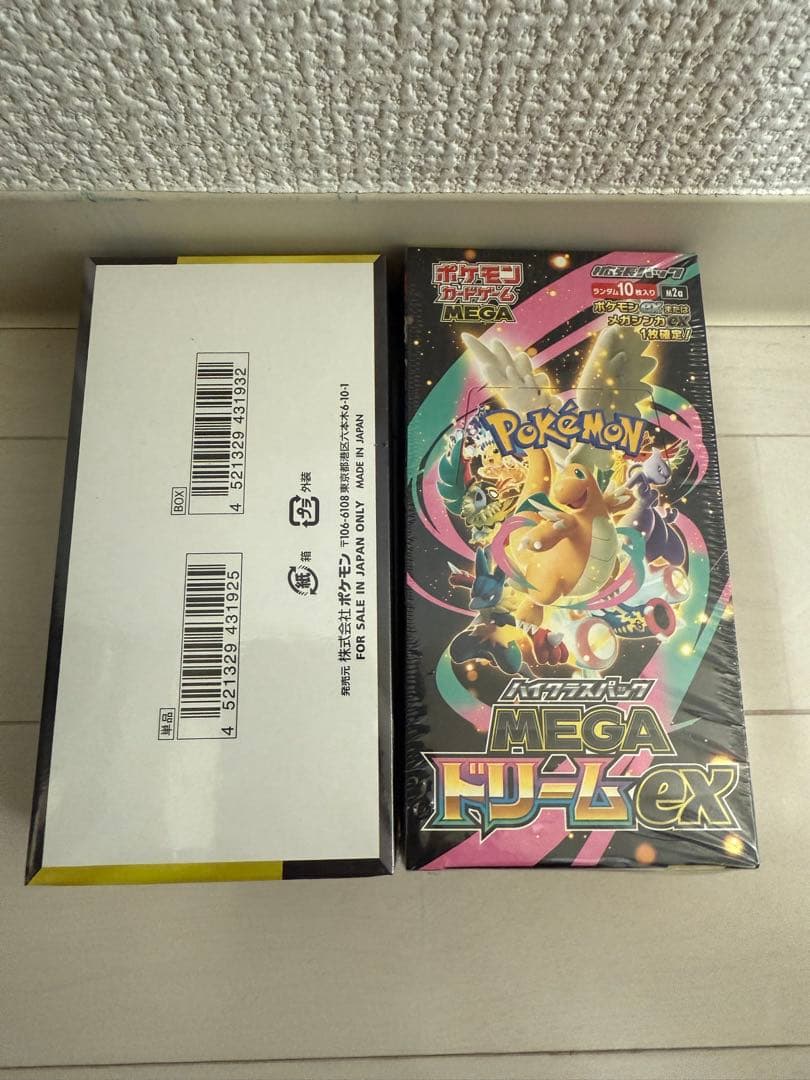 BOX
4 521329 431932
単品
4 521329 431925
プラ 外装
紙 箱
発売元 株式会社ポケモン 〒106-6108 東京都港区六本木6-10-1
FOR SALE IN JAPAN ONLY MADE IN JAPAN
ポケモン
カードゲーム
MEGA
拡張パック
ランダム10枚入り
M2a
ポケモンexまたは
メガシンカex
1枚確定!
POKéMON
ハイクラスパック
MEGA
ドリームex